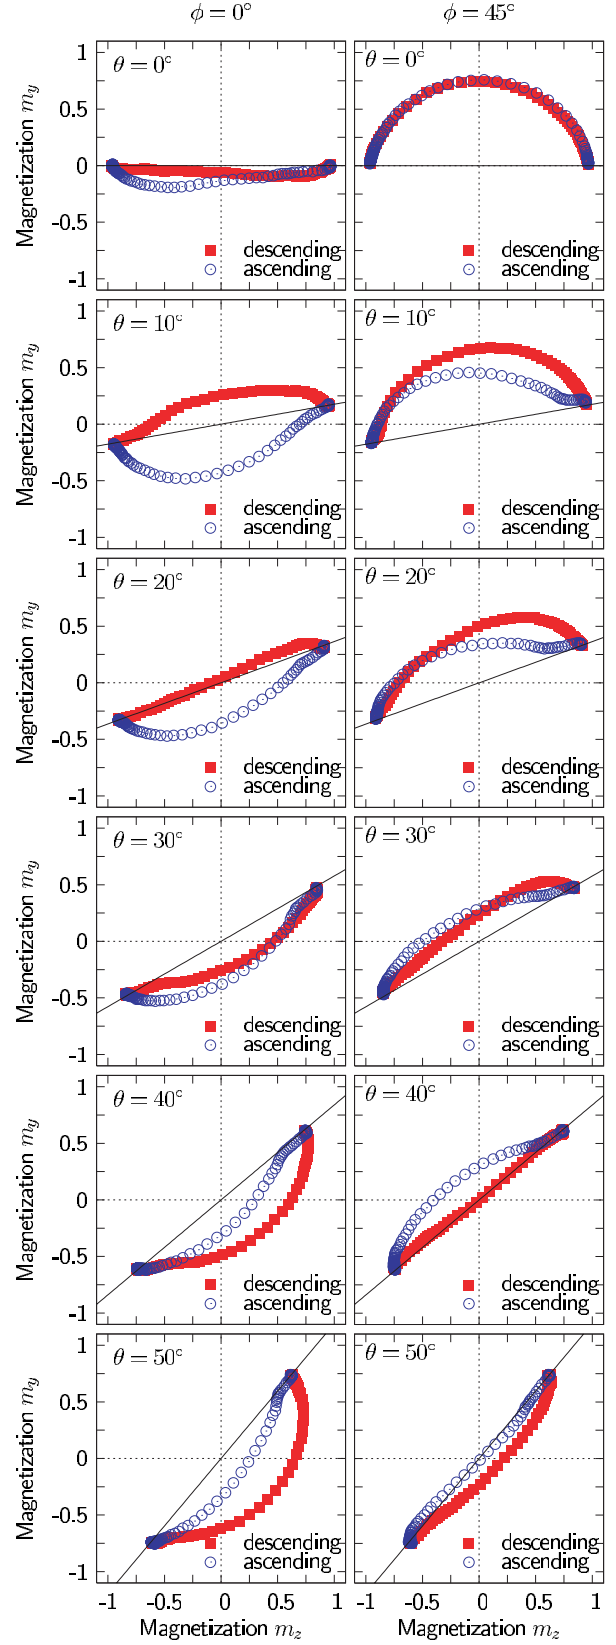 ϕ = 0° ϕ = 45°
Magnetization m_y
1
0.5
0
-0.5
-1
θ = 0°
descending
ascending
θ = 0°
descending
ascending
Magnetization m_y
1
0.5
0
-0.5
-1
θ = 10°
descending
ascending
θ = 10°
descending
ascending
Magnetization m_y
1
0.5
0
-0.5
-1
θ = 20°
descending
ascending
θ = 20°
descending
ascending
Magnetization m_y
1
0.5
0
-0.5
-1
θ = 30°
descending
ascending
θ = 30°
descending
ascending
Magnetization m_y
1
0.5
0
-0.5
-1
θ = 40°
descending
ascending
θ = 40°
descending
ascending
Magnetization m_y
1
0.5
0
-0.5
-1
θ = 50°
descending
ascending
θ = 50°
descending
ascending
-1 -0.5 0 0.5 1 -1 -0.5 0 0.5 1
Magnetization m_z Magnetization m_z